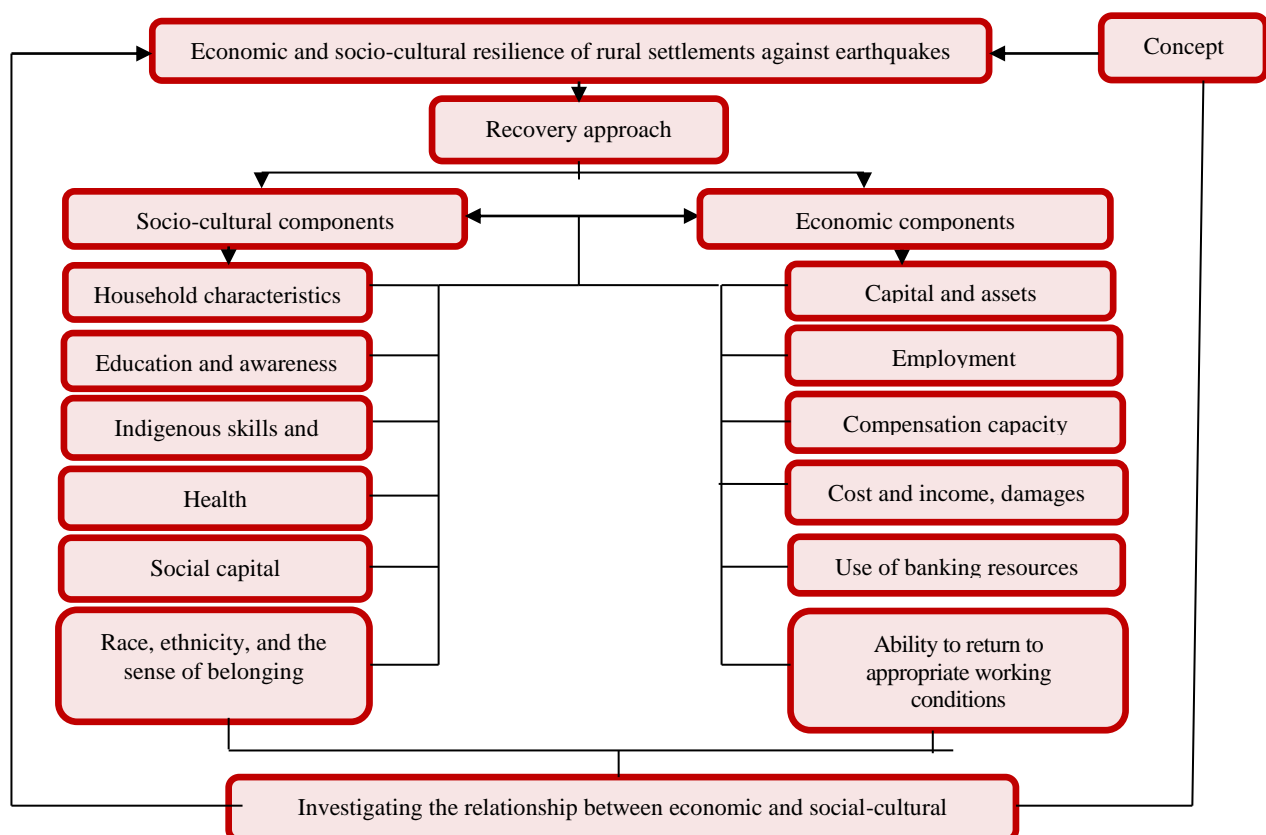 Economic and socio-cultural resilience of rural settlements against earthquakes
Concept
Recovery approach
Socio-cultural components
Economic components
Household characteristics
Capital and assets
Education and awareness
Employment
Indigenous skills and
Compensation capacity
Health
Cost and income, damages
Social capital
Use of banking resources
Race, ethnicity, and the
sense of belonging
Ability to return to
appropriate working
conditions
Investigating the relationship between economic and social-cultural